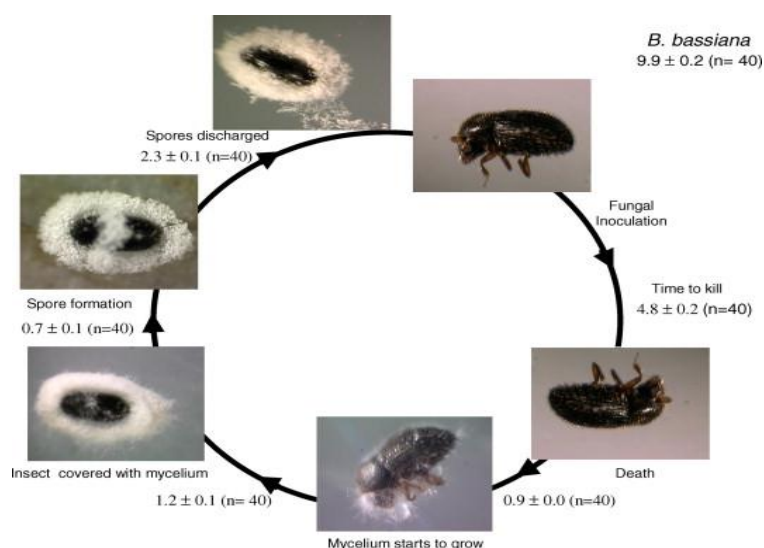 B. bassiana
9.9 ± 0.2 (n= 40)
Spores discharged
2.3 ± 0.1 (n=40)
Fungal
Inoculation
Time to kill
4.8 ± 0.2 (n=40)
Death
0.9 ± 0.0 (n=40)
Mycelium starts to grow
1.2 ± 0.1 (n= 40)
Insect covered with mycelium
0.7 ± 0.1 (n=40)
Spore formation